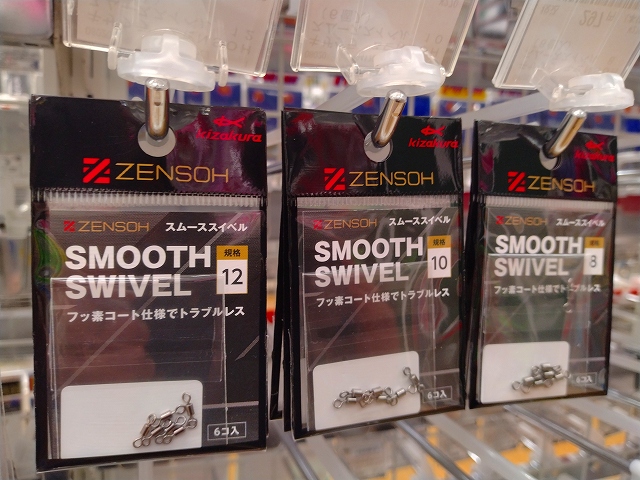 kizakura
ZENSOH
ZENSOH スムーススイベル
SMOOTH
SWIVEL
規格
12
フッ素コート仕様でトラブルレス
6コ入
kizakura
ZENSOH
ZENSOH スムーススイベル
SMOOTH
SWIVEL
規格
10
フッ素コート仕様でトラブルレス
6コ入
kizakura
ZENSOH
ZENSOH スムーススイベル
SMOOTH
SWIVEL
規格
8
フッ素コート仕様でトラブルレス
6コ入